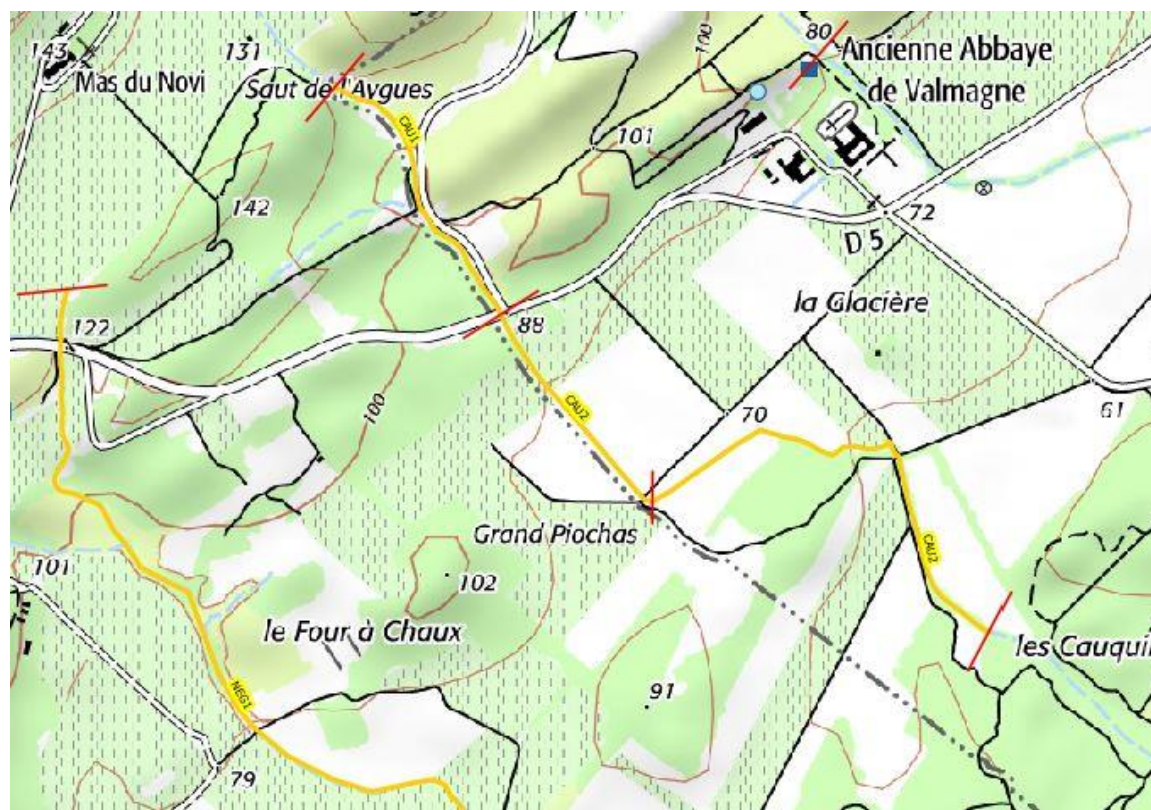 143
Mas du Novi
131
Saut de l'Aygues
CAU1
100
80
Ancienne Abbaye
de Valmagne
101
142
72
D 5
122
88
la Glacière
100
CAU2
70
61
Grand Piochas
101
102
CAU2
le Four à Chaux
les Cauquil
NEG1
91
79